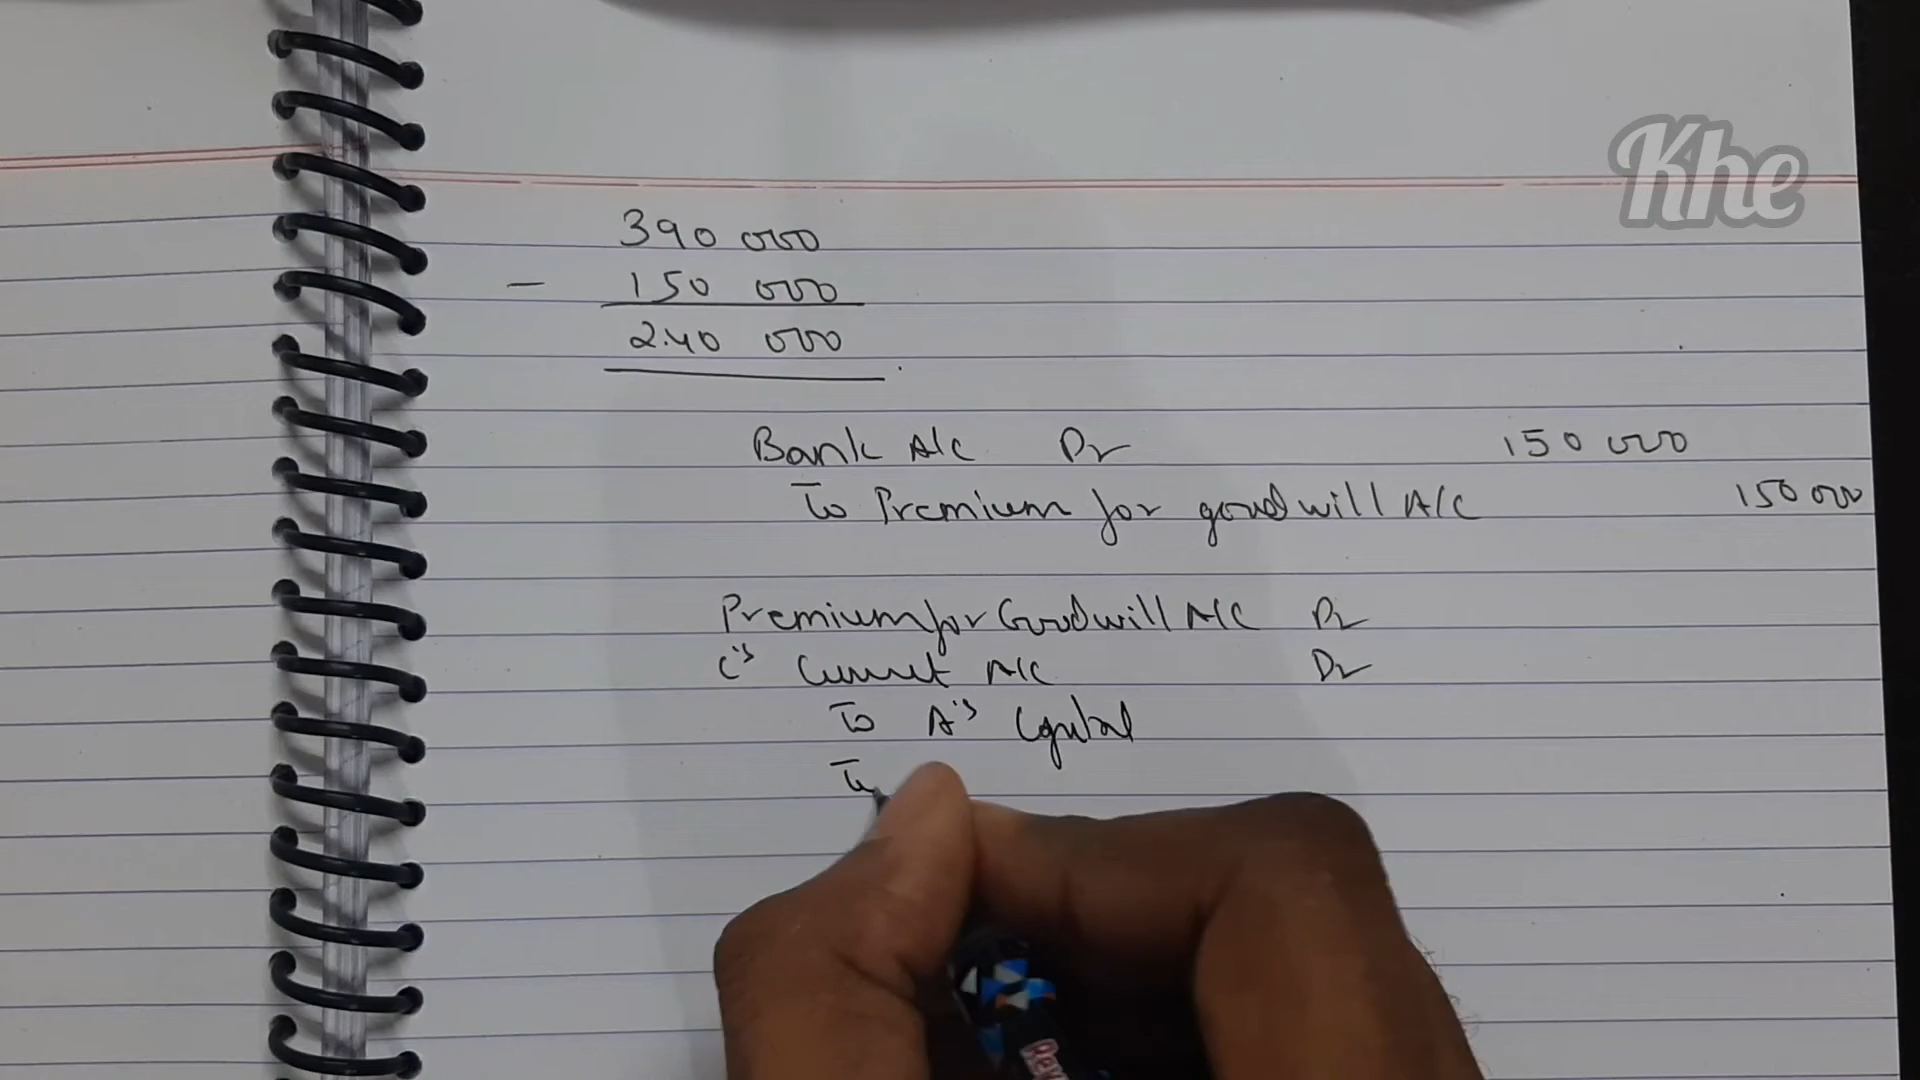 Khe
390 000
- 150 000
240 000
Bank A/c Dr 150 000
To Premium for goodwill A/c 150 000
Premium for Goodwill A/c Dr
C's Current A/c Dr
To A's Capital
To